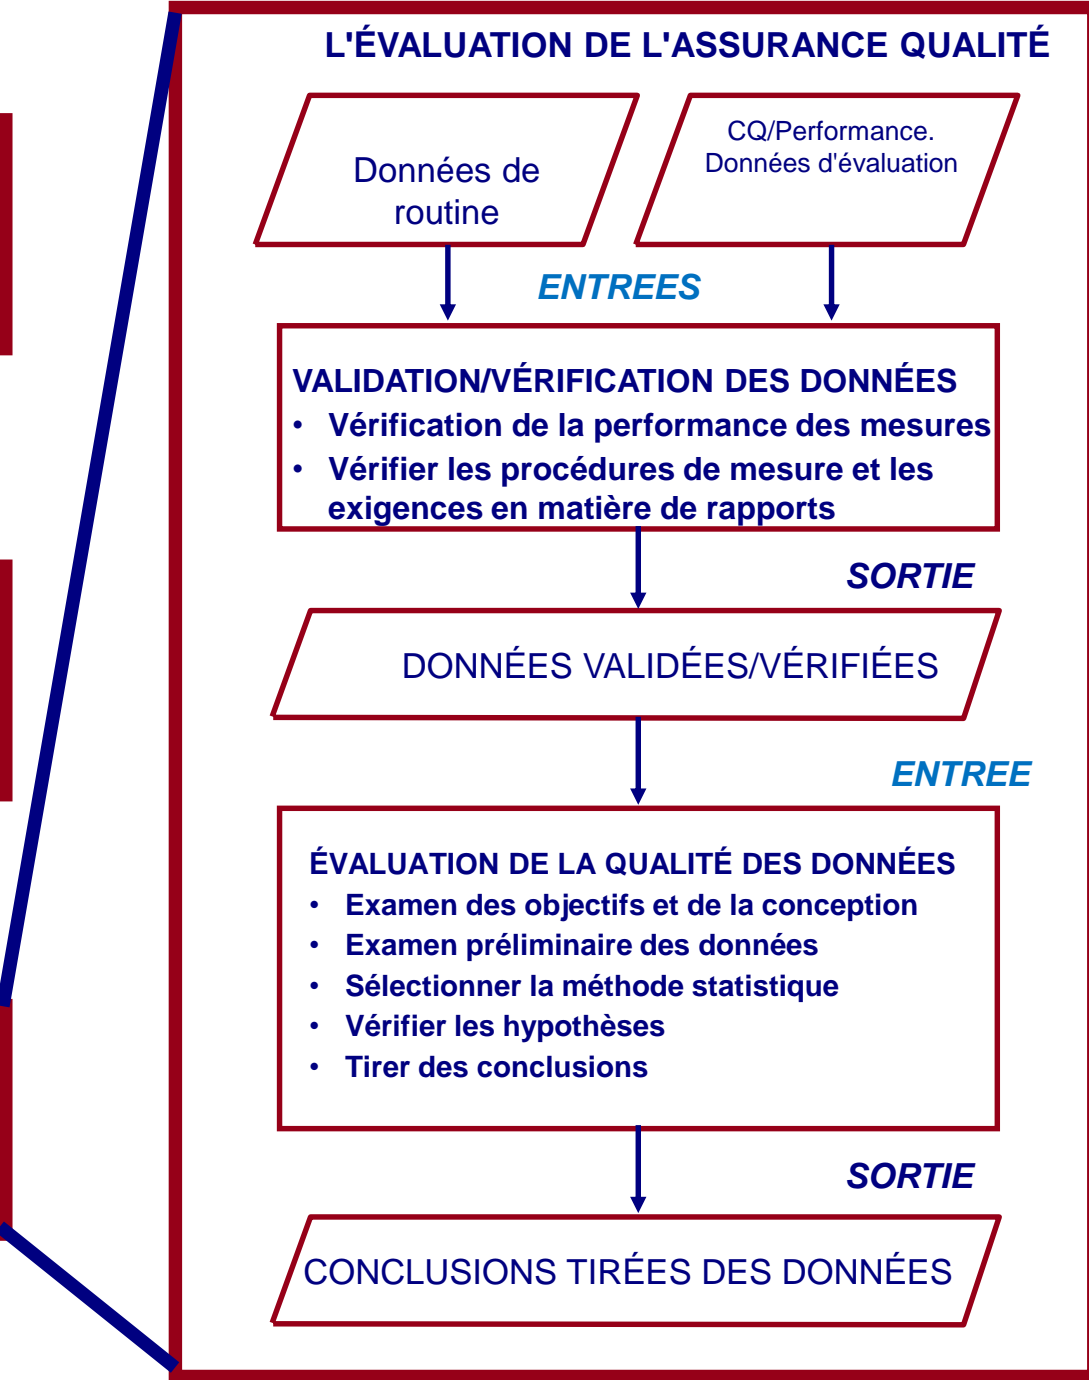 L'ÉVALUATION DE L'ASSURANCE QUALITÉ
Données de
routine
CQ/Performance.
Données d'évaluation
ENTREES
VALIDATION/VÉRIFICATION DES DONNÉES
• Vérification de la performance des mesures
• Vérifier les procédures de mesure et les
exigences en matière de rapports
SORTIE
DONNÉES VALIDÉES/VÉRIFIÉES
ENTREE
ÉVALUATION DE LA QUALITÉ DES DONNÉES
• Examen des objectifs et de la conception
• Examen préliminaire des données
• Sélectionner la méthode statistique
• Vérifier les hypothèses
• Tirer des conclusions
SORTIE
CONCLUSIONS TIRÉES DES DONNÉES